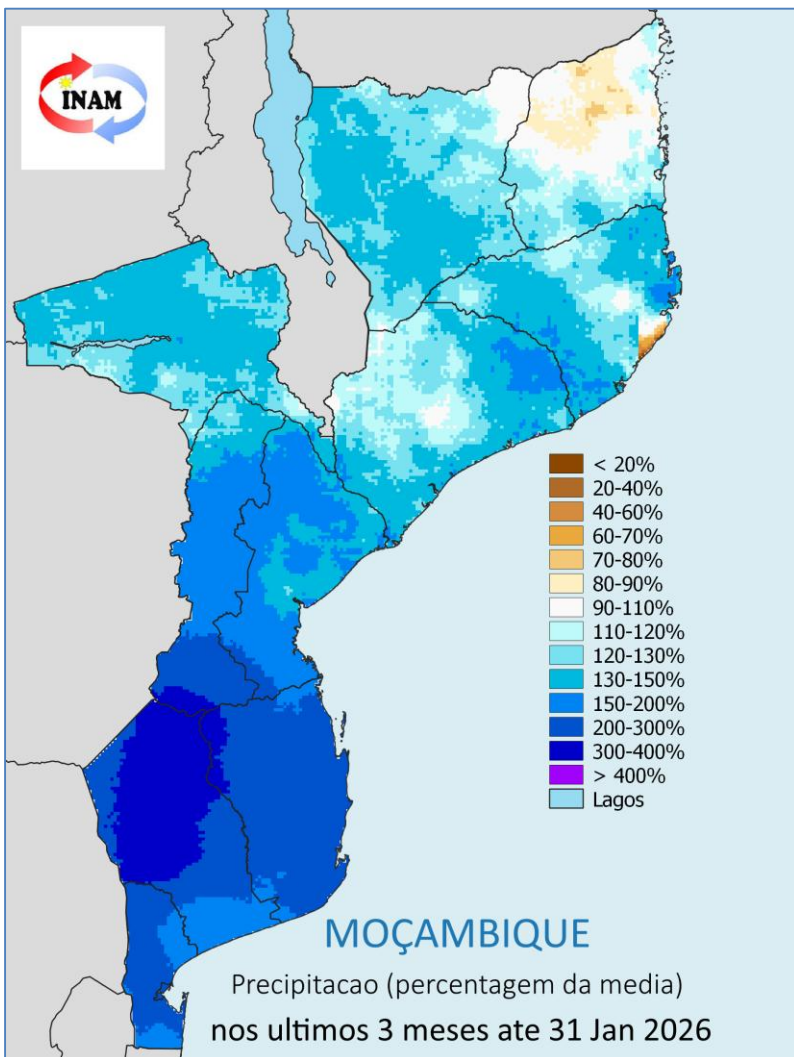 INAM
< 20%
20-40%
40-60%
60-70%
70-80%
80-90%
90-110%
110-120%
120-130%
130-150%
150-200%
200-300%
300-400%
> 400%
Lagos
MOÇAMBIQUE
Precipitacao (percentagem da media)
nos ultimos 3 meses ate 31 Jan 2026